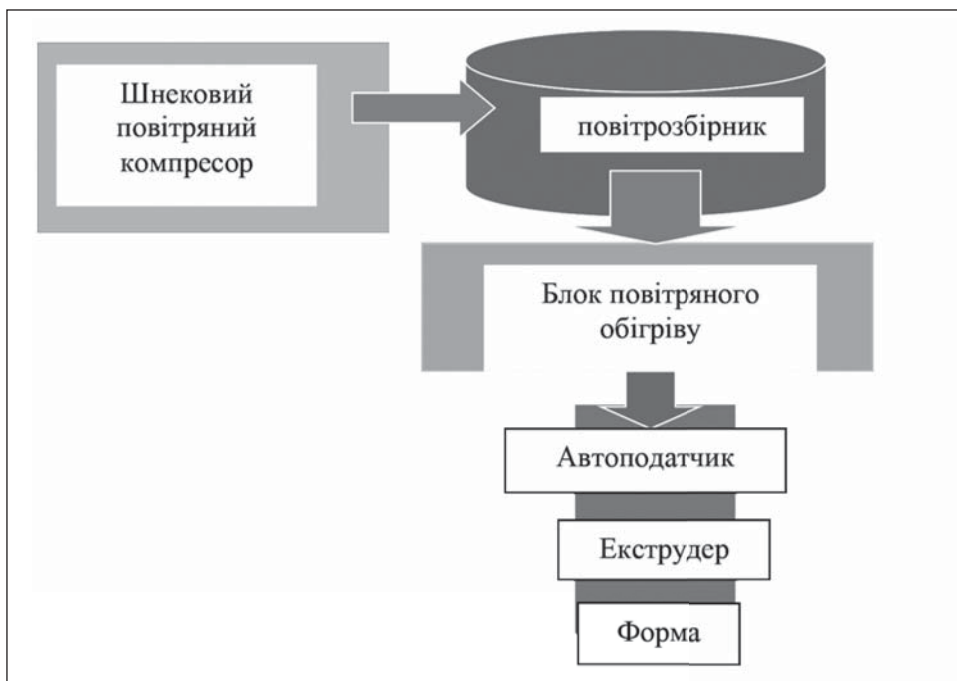 Шнековий
повітряний
компресор
повітрозбірник
Блок повітряного
обігріву
Автоподатчик
Екструдер
Форма